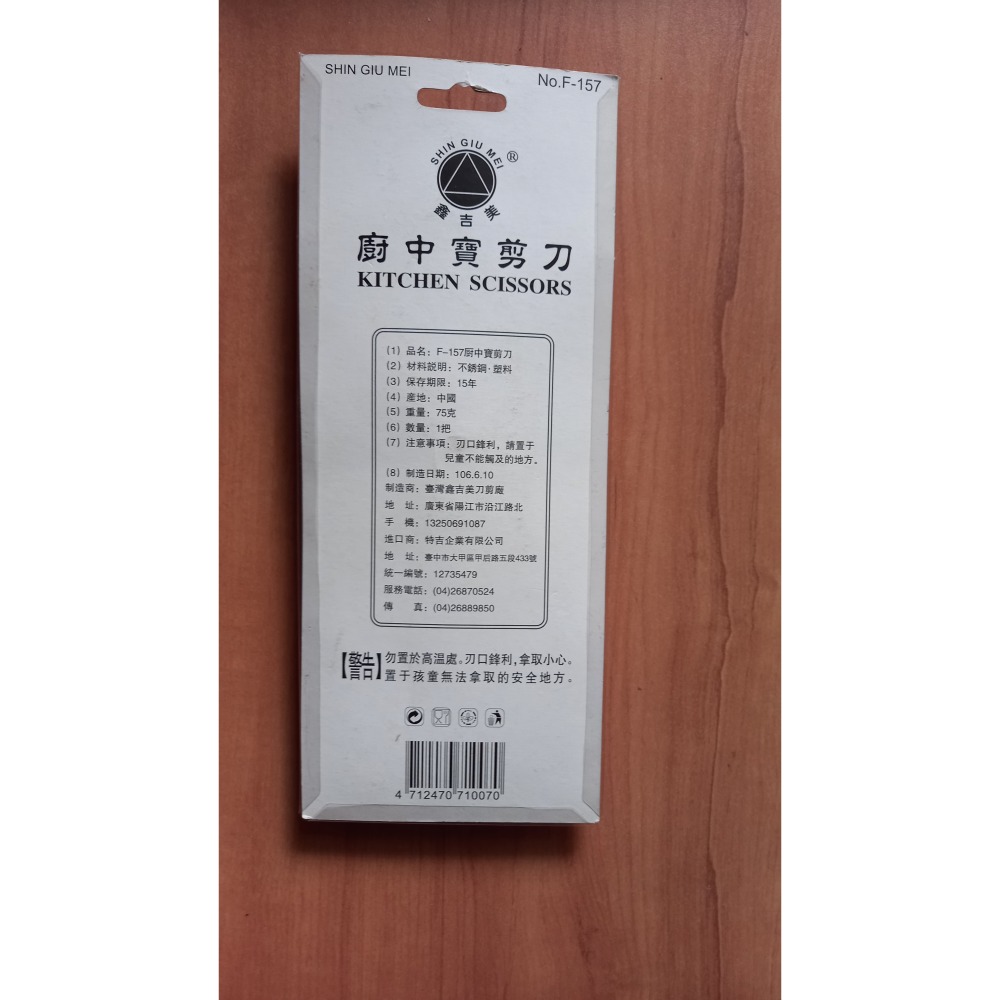 SHIN GIU MEI
No.F-157
SHIN GIU MEI ®
鑫吉美
廚中寶剪刀
KITCHEN SCISSORS
(1) 品名：F-157厨中寶剪刀
(2) 材料説明：不銹鋼·塑料
(3) 保存期限：15年
(4) 產地：中國
(5) 重量：75克
(6) 數量：1把
(7) 注意事項：刃口鋒利，請置于
兒童不能觸及的地方。
(8) 制造日期：106.6.10
制造商：臺灣鑫吉美刀剪廠
地 址：廣東省陽江市沿江路北
手 機：13250691087
進口商：特吉企業有限公司
地 址：臺中市大甲區甲后路五段433號
統一編號：12735479
服務電話：(04)26870524
傳 真：(04)26889850
【警告】勿置於高溫處。刃口鋒利，拿取小心。
置于孩童無法拿取的安全地方。
4 712470 710070